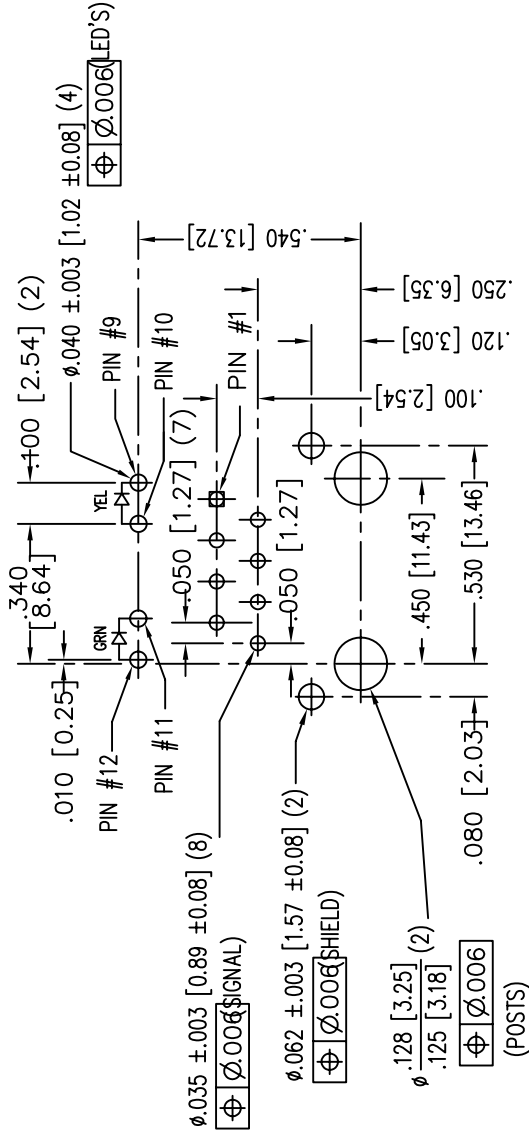 .100 [2.54] (2)
.340
[8.64]
.010 [0.25]
ø.040 ±.003 [1.02 ±0.08] (4)
⌖ Ø.006 (LED'S)
YEL
GRN
PIN #9
PIN #10
PIN #12
PIN #11
.050 [1.27] (7)
PIN #1
.050 [1.27]
.540 [13.72]
.250 [6.35]
.120 [3.05]
.100 [2.54]
ø.035 ±.003 [0.89 ±0.08] (8)
⌖ Ø.006 (SIGNAL)
ø.062 ±.003 [1.57 ±0.08] (2)
⌖ Ø.006 (SHIELD)
.450 [11.43]
.530 [13.46]
.080 [2.03]
ø .128 [3.25] (2)
.125 [3.18]
⌖ Ø.006
(POSTS)